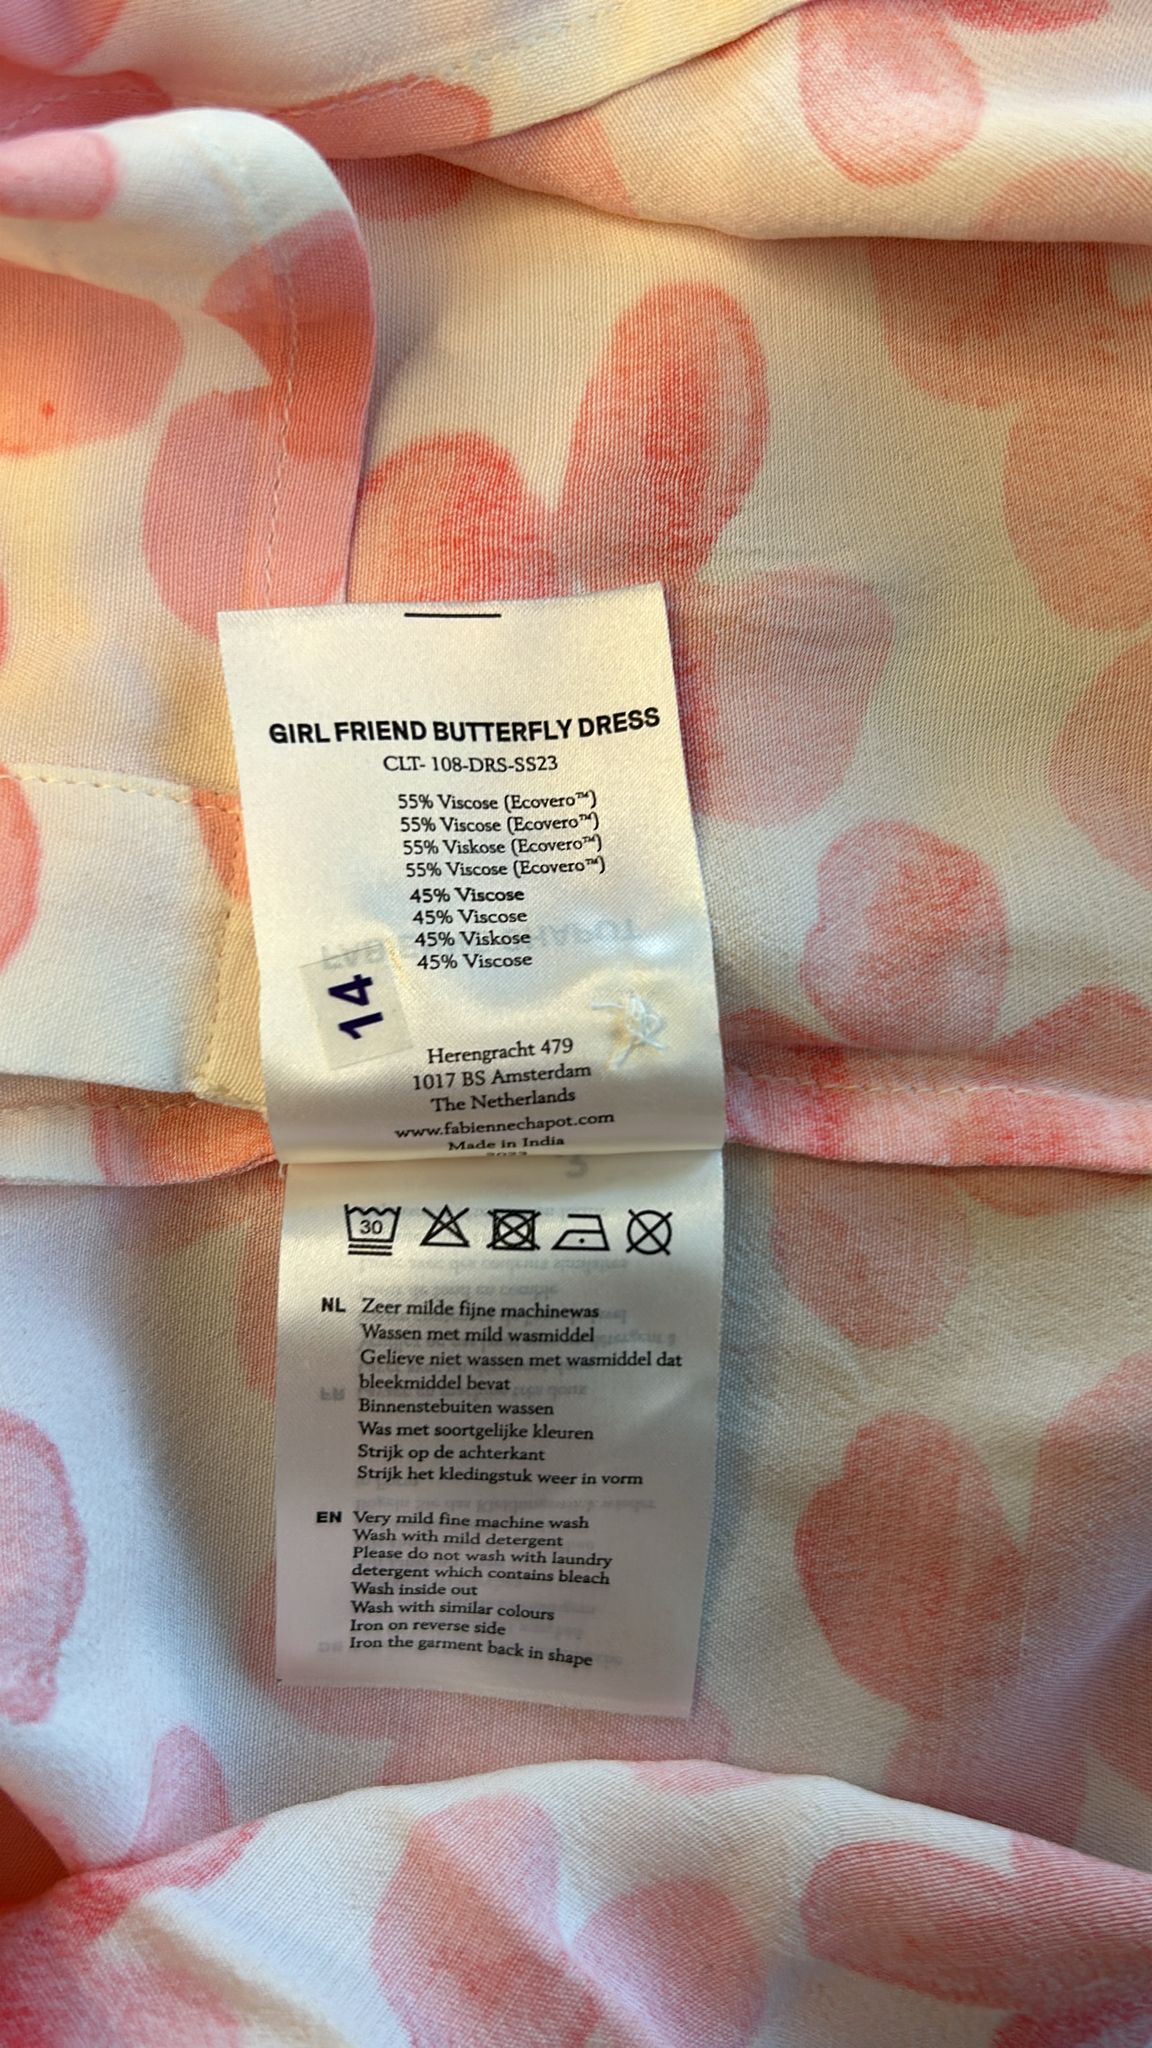 GIRL FRIEND BUTTERFLY DRESS
CLT- 108-DRS-SS23
55% Viscose (Ecovero™)
55% Viscose (Ecovero™)
55% Viskose (Ecovero™)
55% Viscose (Ecovero™)
45% Viscose
45% Viscose
45% Viskose
45% Viscose
14
Herengracht 479
1017 BS Amsterdam
The Netherlands
www.fabiennechapot.com
Made in India
30
NL Zeer milde fijne machinewas
Wassen met mild wasmiddel
Gelieve niet wassen met wasmiddel dat
bleekmiddel bevat
Binnenstebuiten wassen
Was met soortgelijke kleuren
Strijk op de achterkant
Strijk het kledingstuk weer in vorm
EN Very mild fine machine wash
Wash with mild detergent
Please do not wash with laundry
detergent which contains bleach
Wash inside out
Wash with similar colours
Iron on reverse side
Iron the garment back in shape